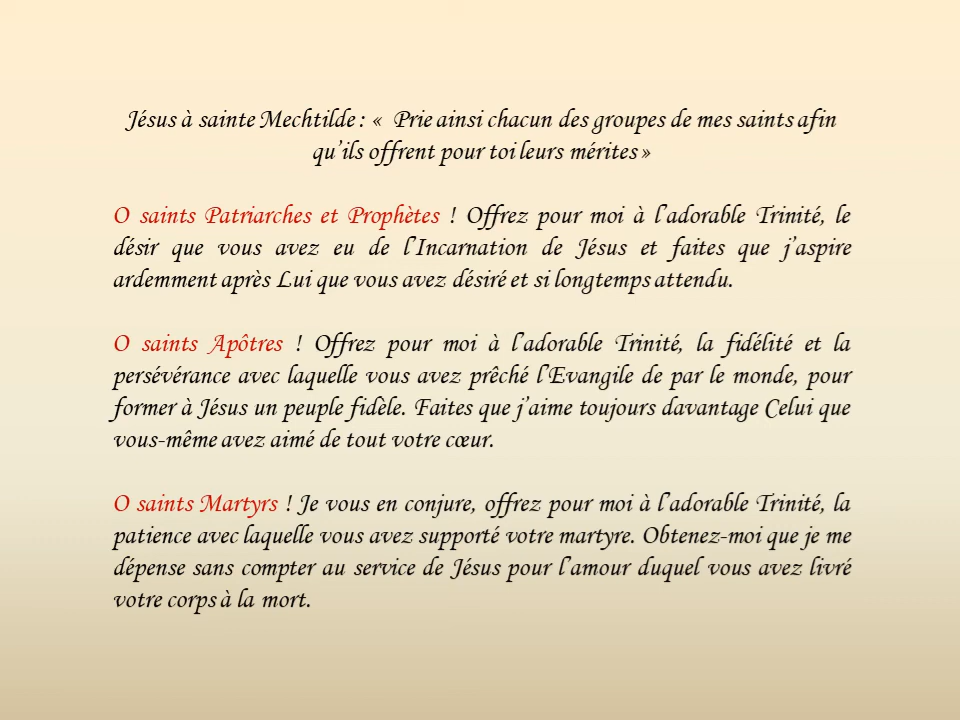 Jésus à sainte Mechtilde : «  Prie ainsi chacun des groupes de mes saints afin
qu’ils offrent pour toi leurs mérites »
O saints Patriarches et Prophètes ! Offrez pour moi à l’adorable Trinité, le
désir que vous avez eu de l’Incarnation de Jésus et faites que j’aspire
ardemment après Lui que vous avez désiré et si longtemps attendu.
O saints Apôtres ! Offrez pour moi à l’adorable Trinité, la fidélité et la
persévérance avec laquelle vous avez prêché l’Evangile de par le monde, pour
former à Jésus un peuple fidèle. Faites que j’aime toujours davantage Celui que
vous-même avez aimé de tout votre cœur.
O saints Martyrs ! Je vous en conjure, offrez pour moi à l’adorable Trinité, la
patience avec laquelle vous avez supporté votre martyre. Obtenez-moi que je me
dépense sans compter au service de Jésus pour l’amour duquel vous avez livré
votre corps à la mort.